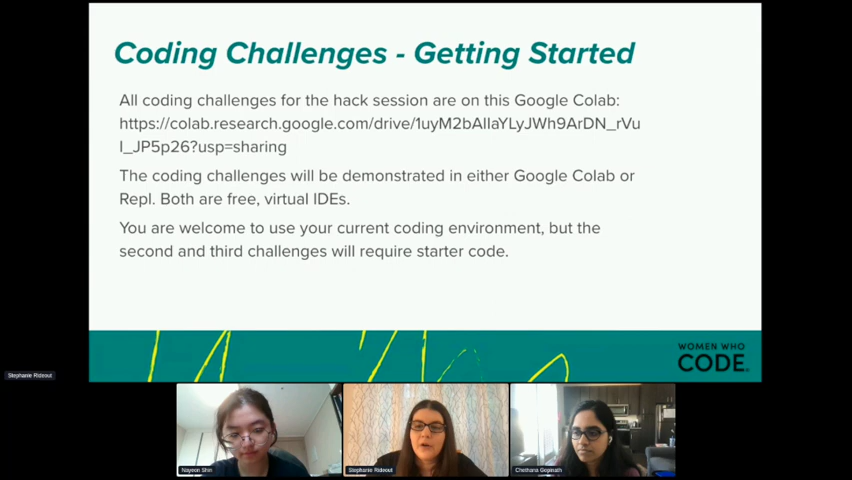 Coding Challenges - Getting Started
All coding challenges for the hack session are on this Google Colab:
https://colab.research.google.com/drive/1uyM2bAIIaYLyJWh9ArDN_rVu
I_JP5p26?usp=sharing
The coding challenges will be demonstrated in either Google Colab or
Repl. Both are free, virtual IDEs.
You are welcome to use your current coding environment, but the
second and third challenges will require starter code.
WOMEN WHO
CODE.
Stephanie Rideout
Nayeon Shin
Stephanie Rideout
Chethana Gopinath